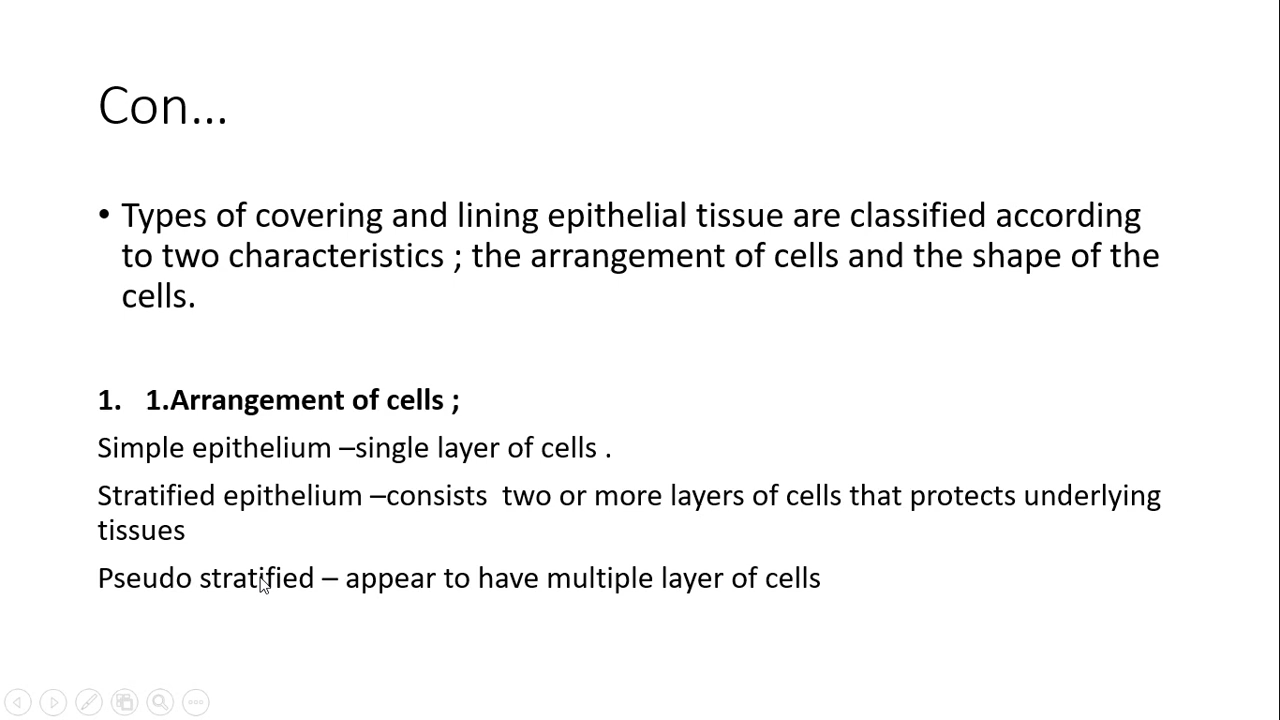 Con...
• Types of covering and lining epithelial tissue are classified according
to two characteristics ; the arrangement of cells and the shape of the
cells.
1. 1.Arrangement of cells ;
Simple epithelium –single layer of cells .
Stratified epithelium –consists  two or more layers of cells that protects underlying
tissues
Pseudo stratified – appear to have multiple layer of cells